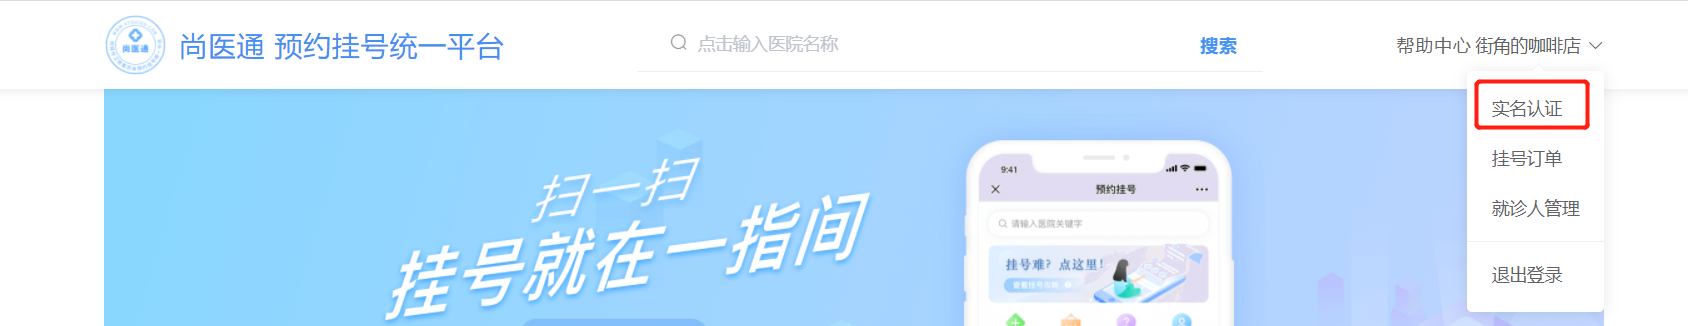 尚医通
尚医通 预约挂号统一平台
点击输入医院名称
搜索
帮助中心 街角的咖啡店
实名认证
挂号订单
就诊人管理
退出登录
扫一扫
挂号就在一指间
9:41
预约挂号
请输入医院关键字
挂号难？点这里！